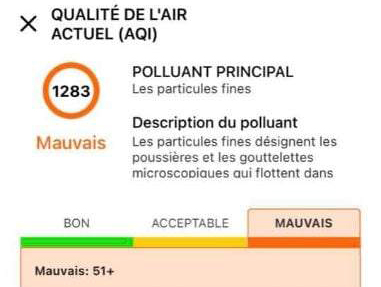 QUALITÉ DE L'AIR
ACTUEL (AQI)
1283
Mauvais
POLLUANT PRINCIPAL
Les particules fines
Description du polluant
Les particules fines désignent les
poussières et les gouttelettes
microscopiques qui flottent dans
BON
ACCEPTABLE
MAUVAIS
Mauvais: 51+